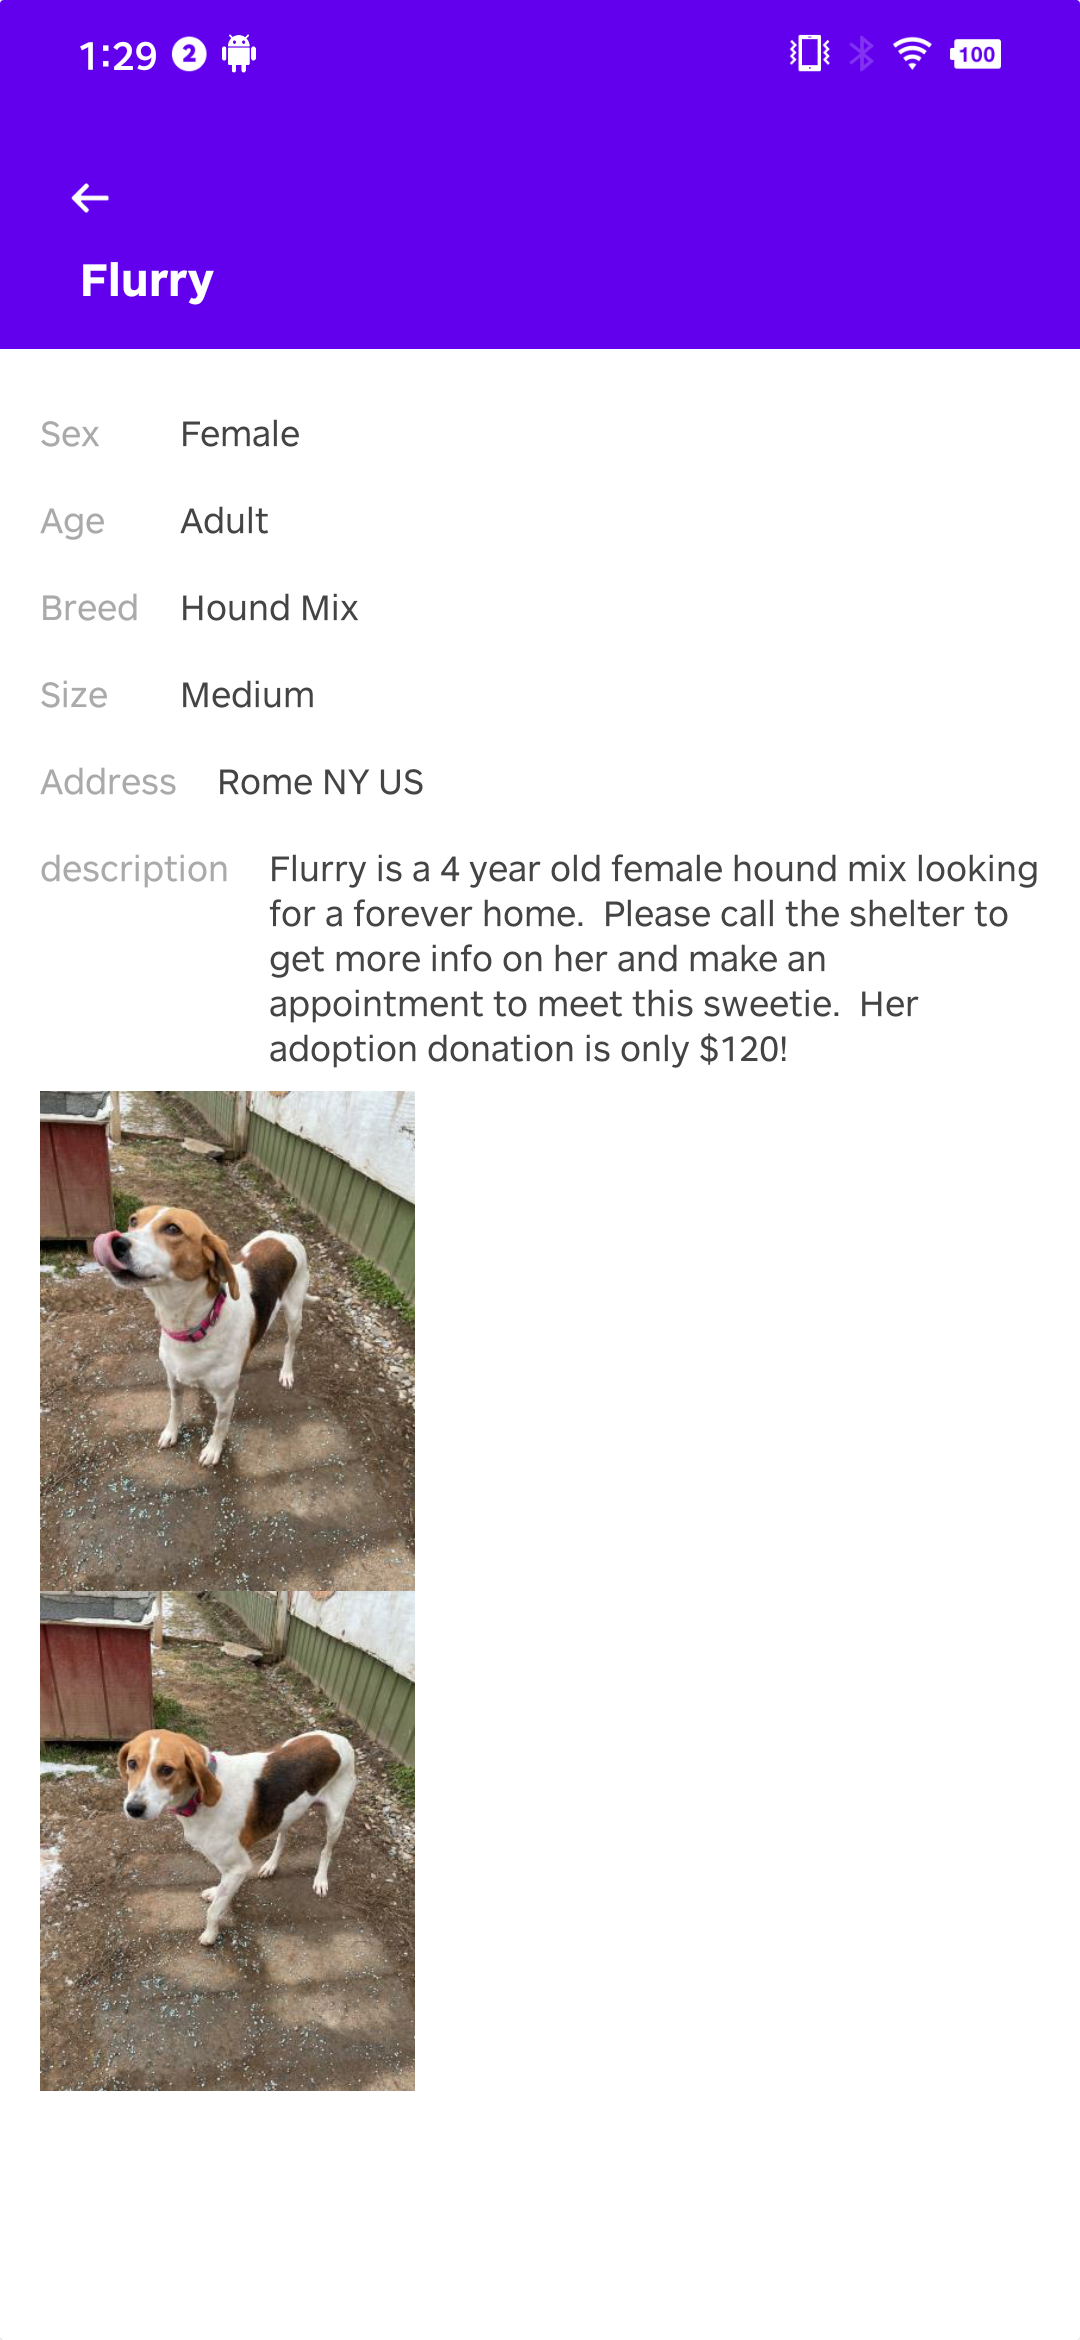 1:29 2
100
Flurry
Sex Female
Age Adult
Breed Hound Mix
Size Medium
Address Rome NY US
description Flurry is a 4 year old female hound mix looking
for a forever home.  Please call the shelter to
get more info on her and make an
appointment to meet this sweetie.  Her
adoption donation is only $120!